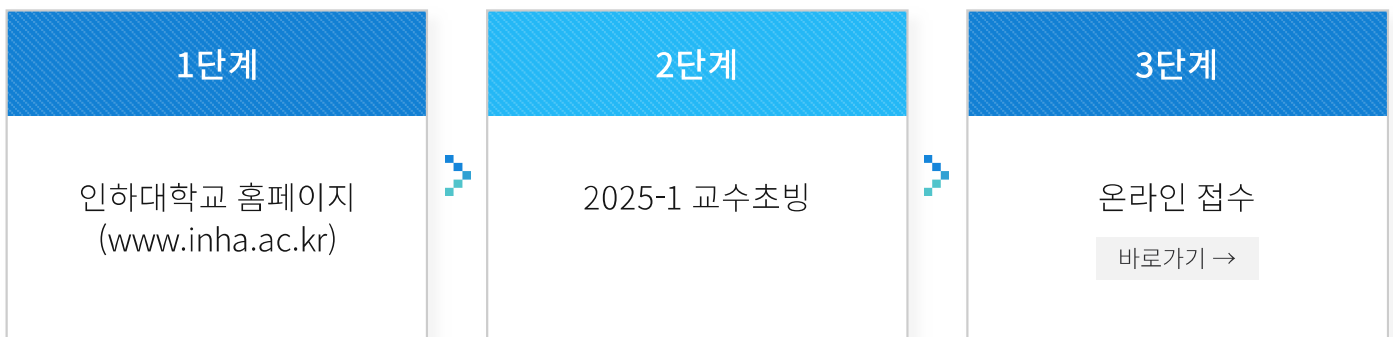 1단계
인하대학교 홈페이지
(www.inha.ac.kr)
2단계
2025-1 교수초빙
3단계
온라인 접수
바로가기 →